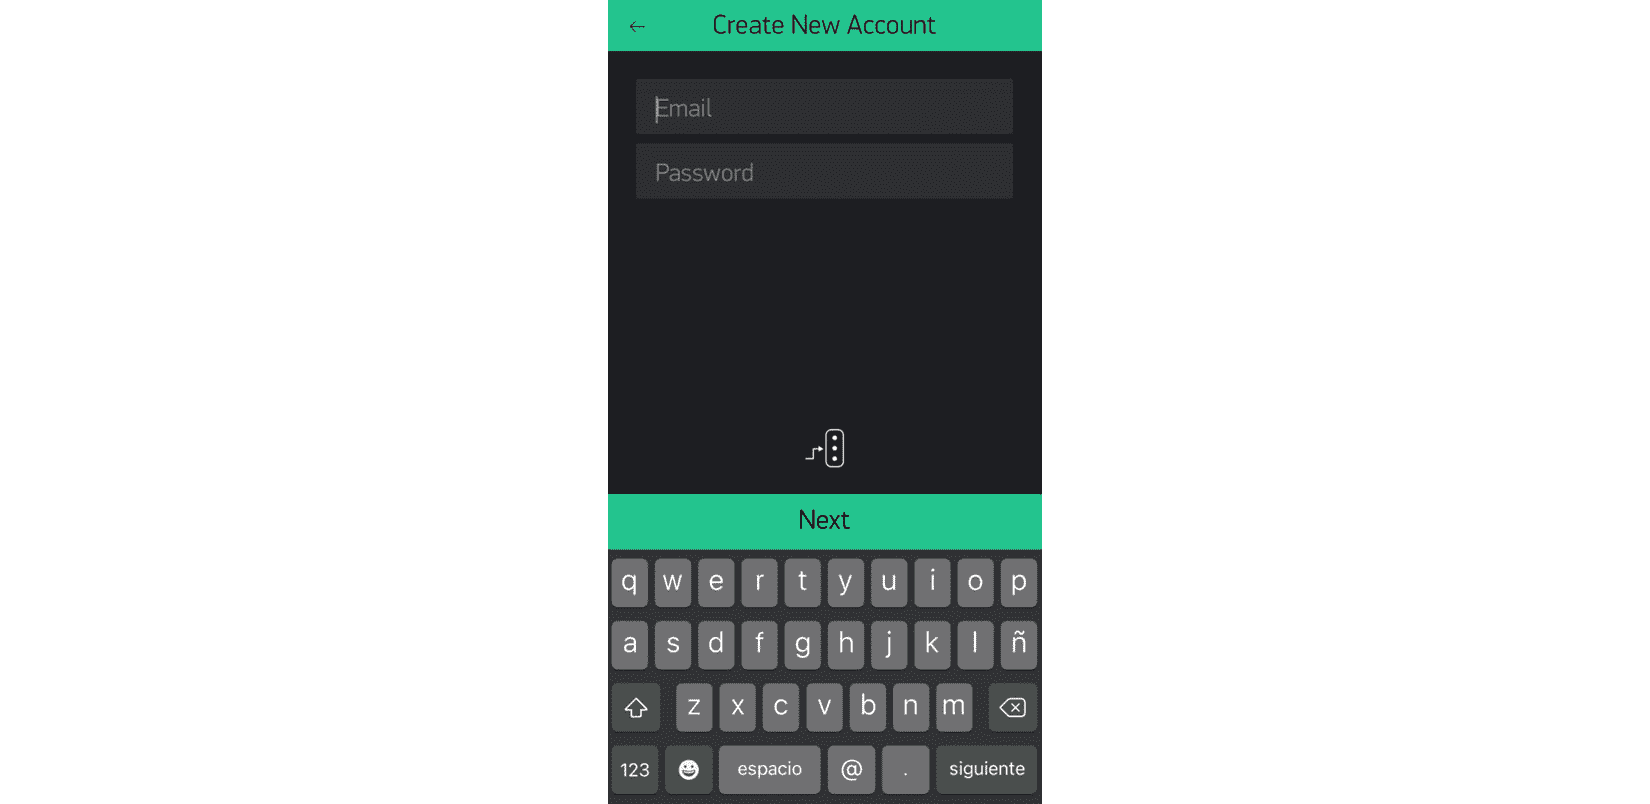 Create New Account
Email
Password
Next
q w e r t y u i o p
a s d f g h j k l ñ
z x c v b n m
123 espacio @ . siguiente